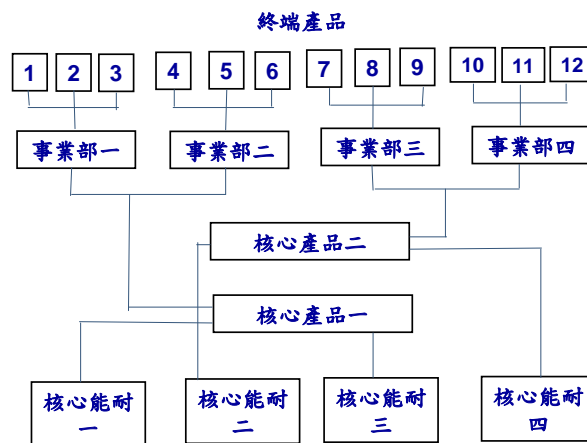 終端產品
1 2 3 4 5 6 7 8 9 10 11 12
事業部一 事業部二 事業部三 事業部四
核心產品二
核心產品一
核心能耐一
核心能耐二
核心能耐三
核心能耐四